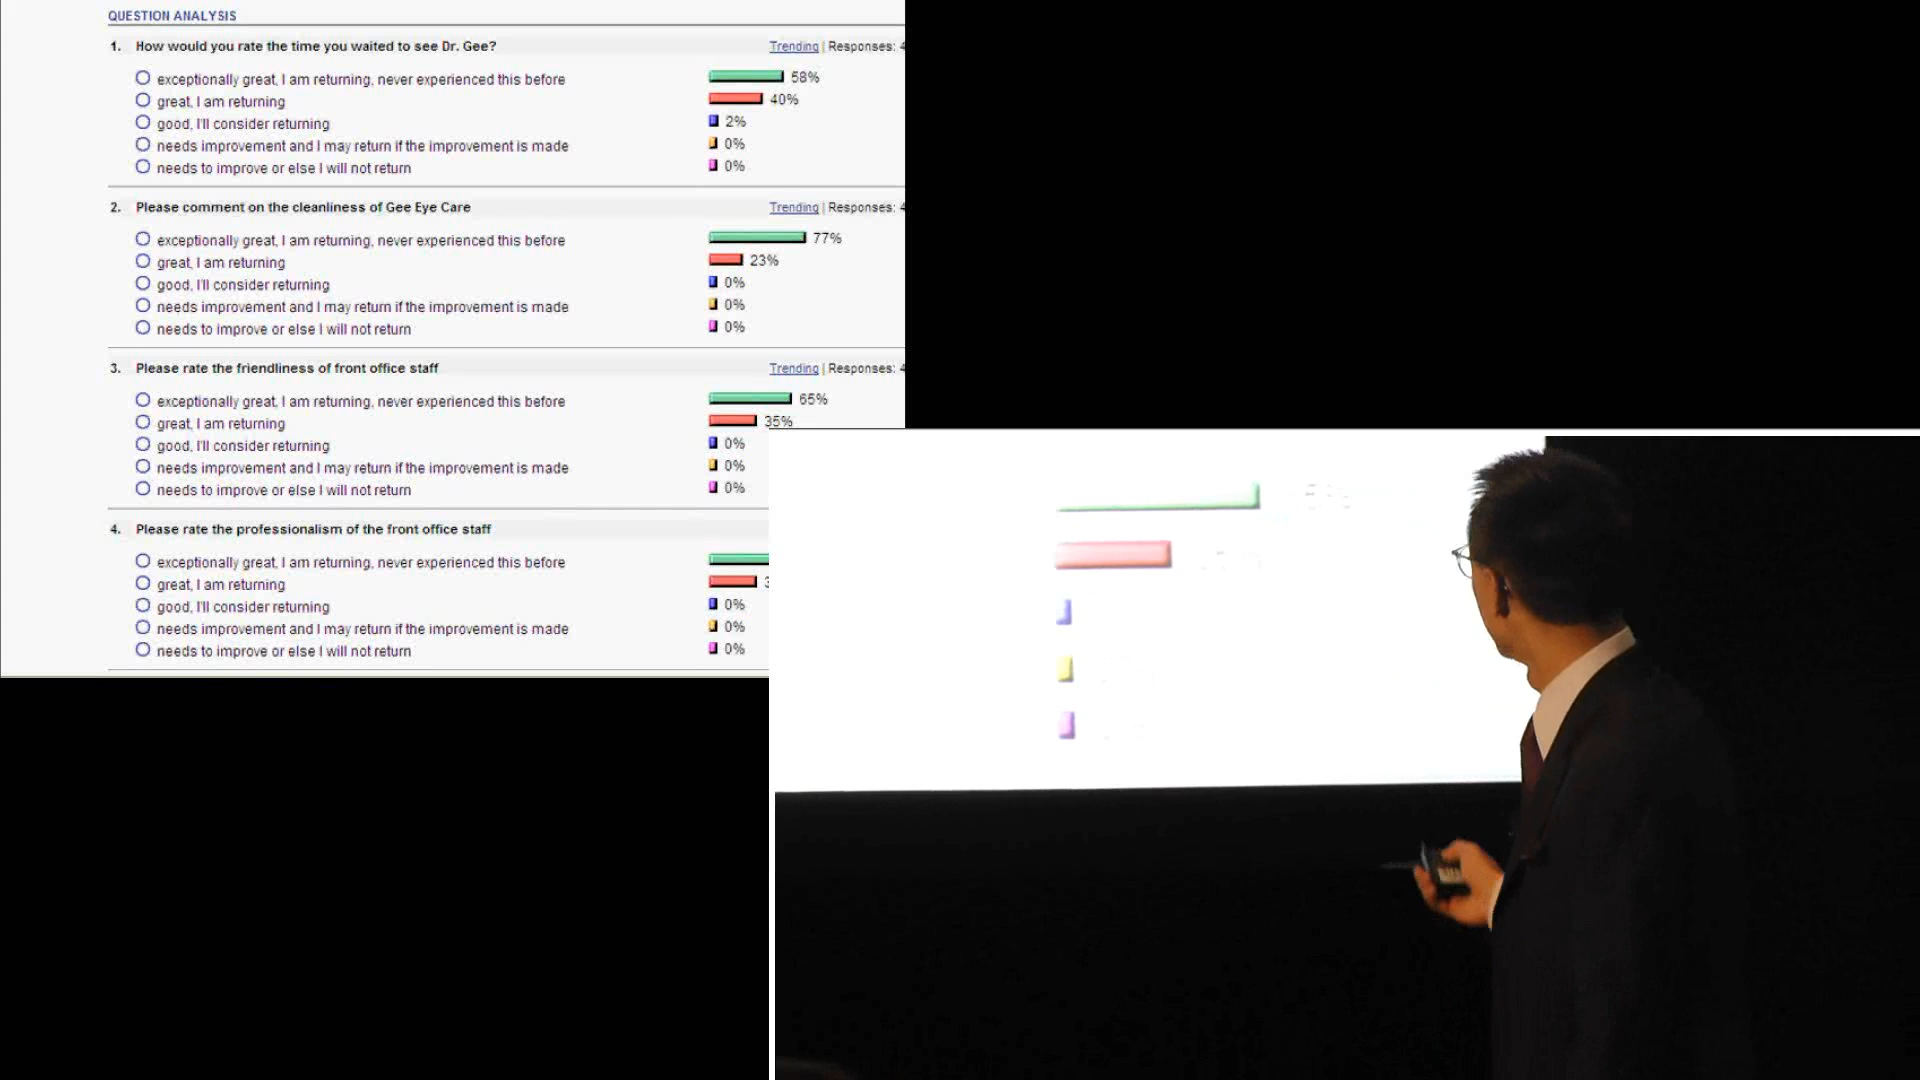 QUESTION ANALYSIS
1. How would you rate the time you waited to see Dr. Gee? Trending | Responses: 4
exceptionally great, I am returning, never experienced this before 58%
great, I am returning 40%
good, I'll consider returning 2%
needs improvement and I may return if the improvement is made 0%
needs to improve or else I will not return 0%
2. Please comment on the cleanliness of Gee Eye Care Trending | Responses: 4
exceptionally great, I am returning, never experienced this before 77%
great, I am returning 23%
good, I'll consider returning 0%
needs improvement and I may return if the improvement is made 0%
needs to improve or else I will not return 0%
3. Please rate the friendliness of front office staff Trending | Responses: 4
exceptionally great, I am returning, never experienced this before 65%
great, I am returning 35%
good, I'll consider returning 0%
needs improvement and I may return if the improvement is made 0%
needs to improve or else I will not return 0%
4. Please rate the professionalism of the front office staff
exceptionally great, I am returning, never experienced this before
great, I am returning 3
good, I'll consider returning 0%
needs improvement and I may return if the improvement is made 0%
needs to improve or else I will not return 0%